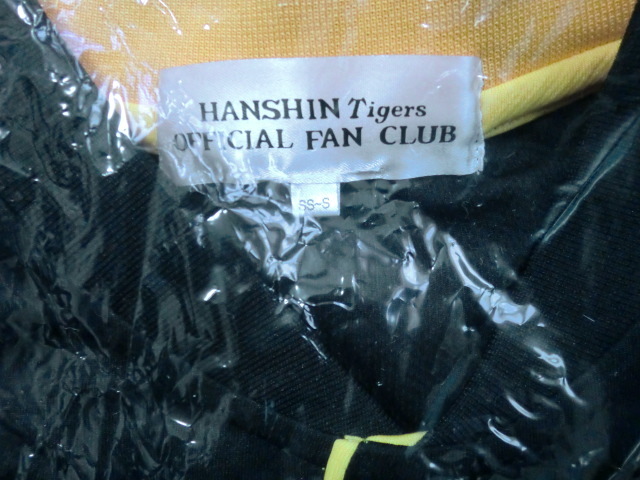 HANSHIN Tigers
OFFICIAL FAN CLUB
SS~S